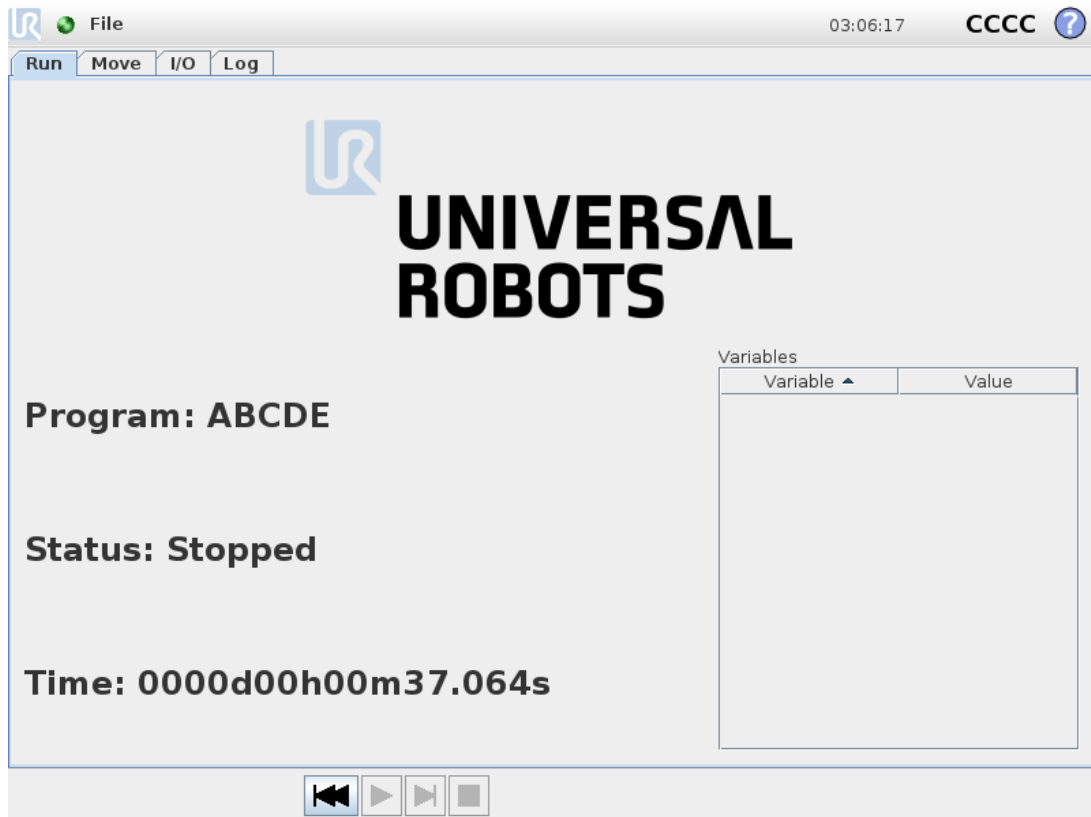 File 03:06:17 CCCC ?
Run Move I/O Log
UR
UNIVERSAL
ROBOTS
Variables
Variable Value
Program: ABCDE
Status: Stopped
Time: 0000d00h00m37.064s